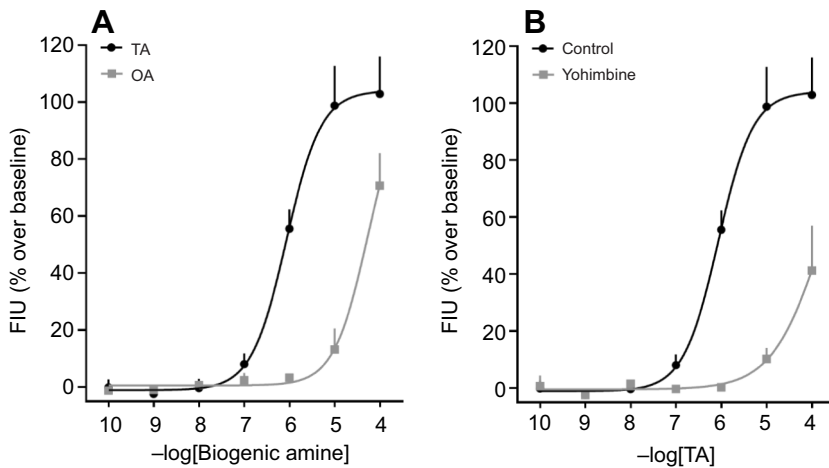 A
TA
OA
FIU (% over baseline)
120
100
80
60
40
20
0
10 9 8 7 6 5 4
–log[Biogenic amine]
B
Control
Yohimbine
FIU (% over baseline)
120
100
80
60
40
20
0
10 9 8 7 6 5 4
–log[TA]